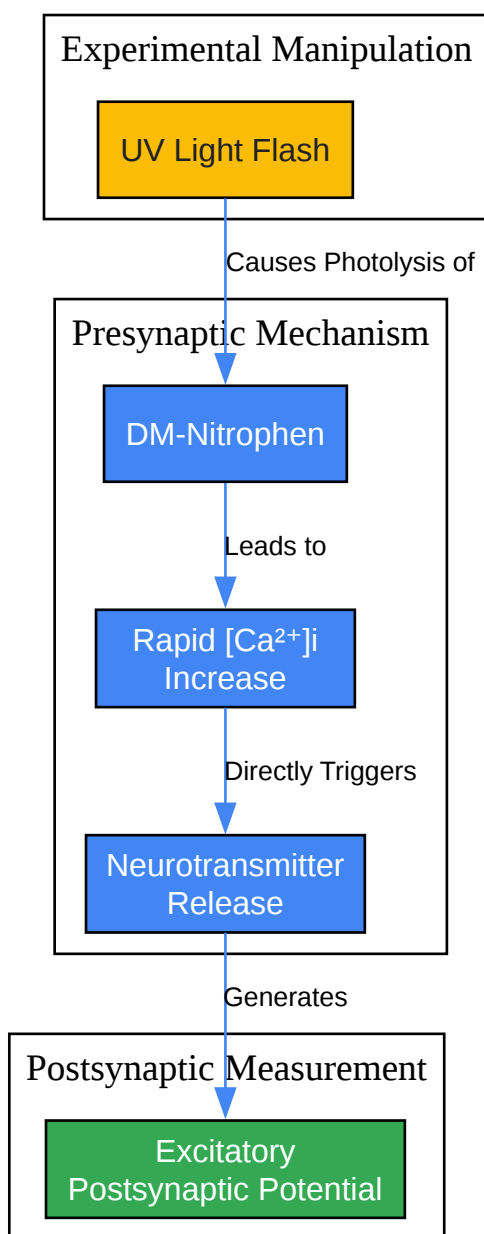 Experimental Manipulation
UV Light Flash
Causes Photolysis of
Presynaptic Mechanism
DM-Nitrophen
Leads to
Rapid [Ca²⁺]i
Increase
Directly Triggers
Neurotransmitter
Release
Generates
Postsynaptic Measurement
Excitatory
Postsynaptic Potential